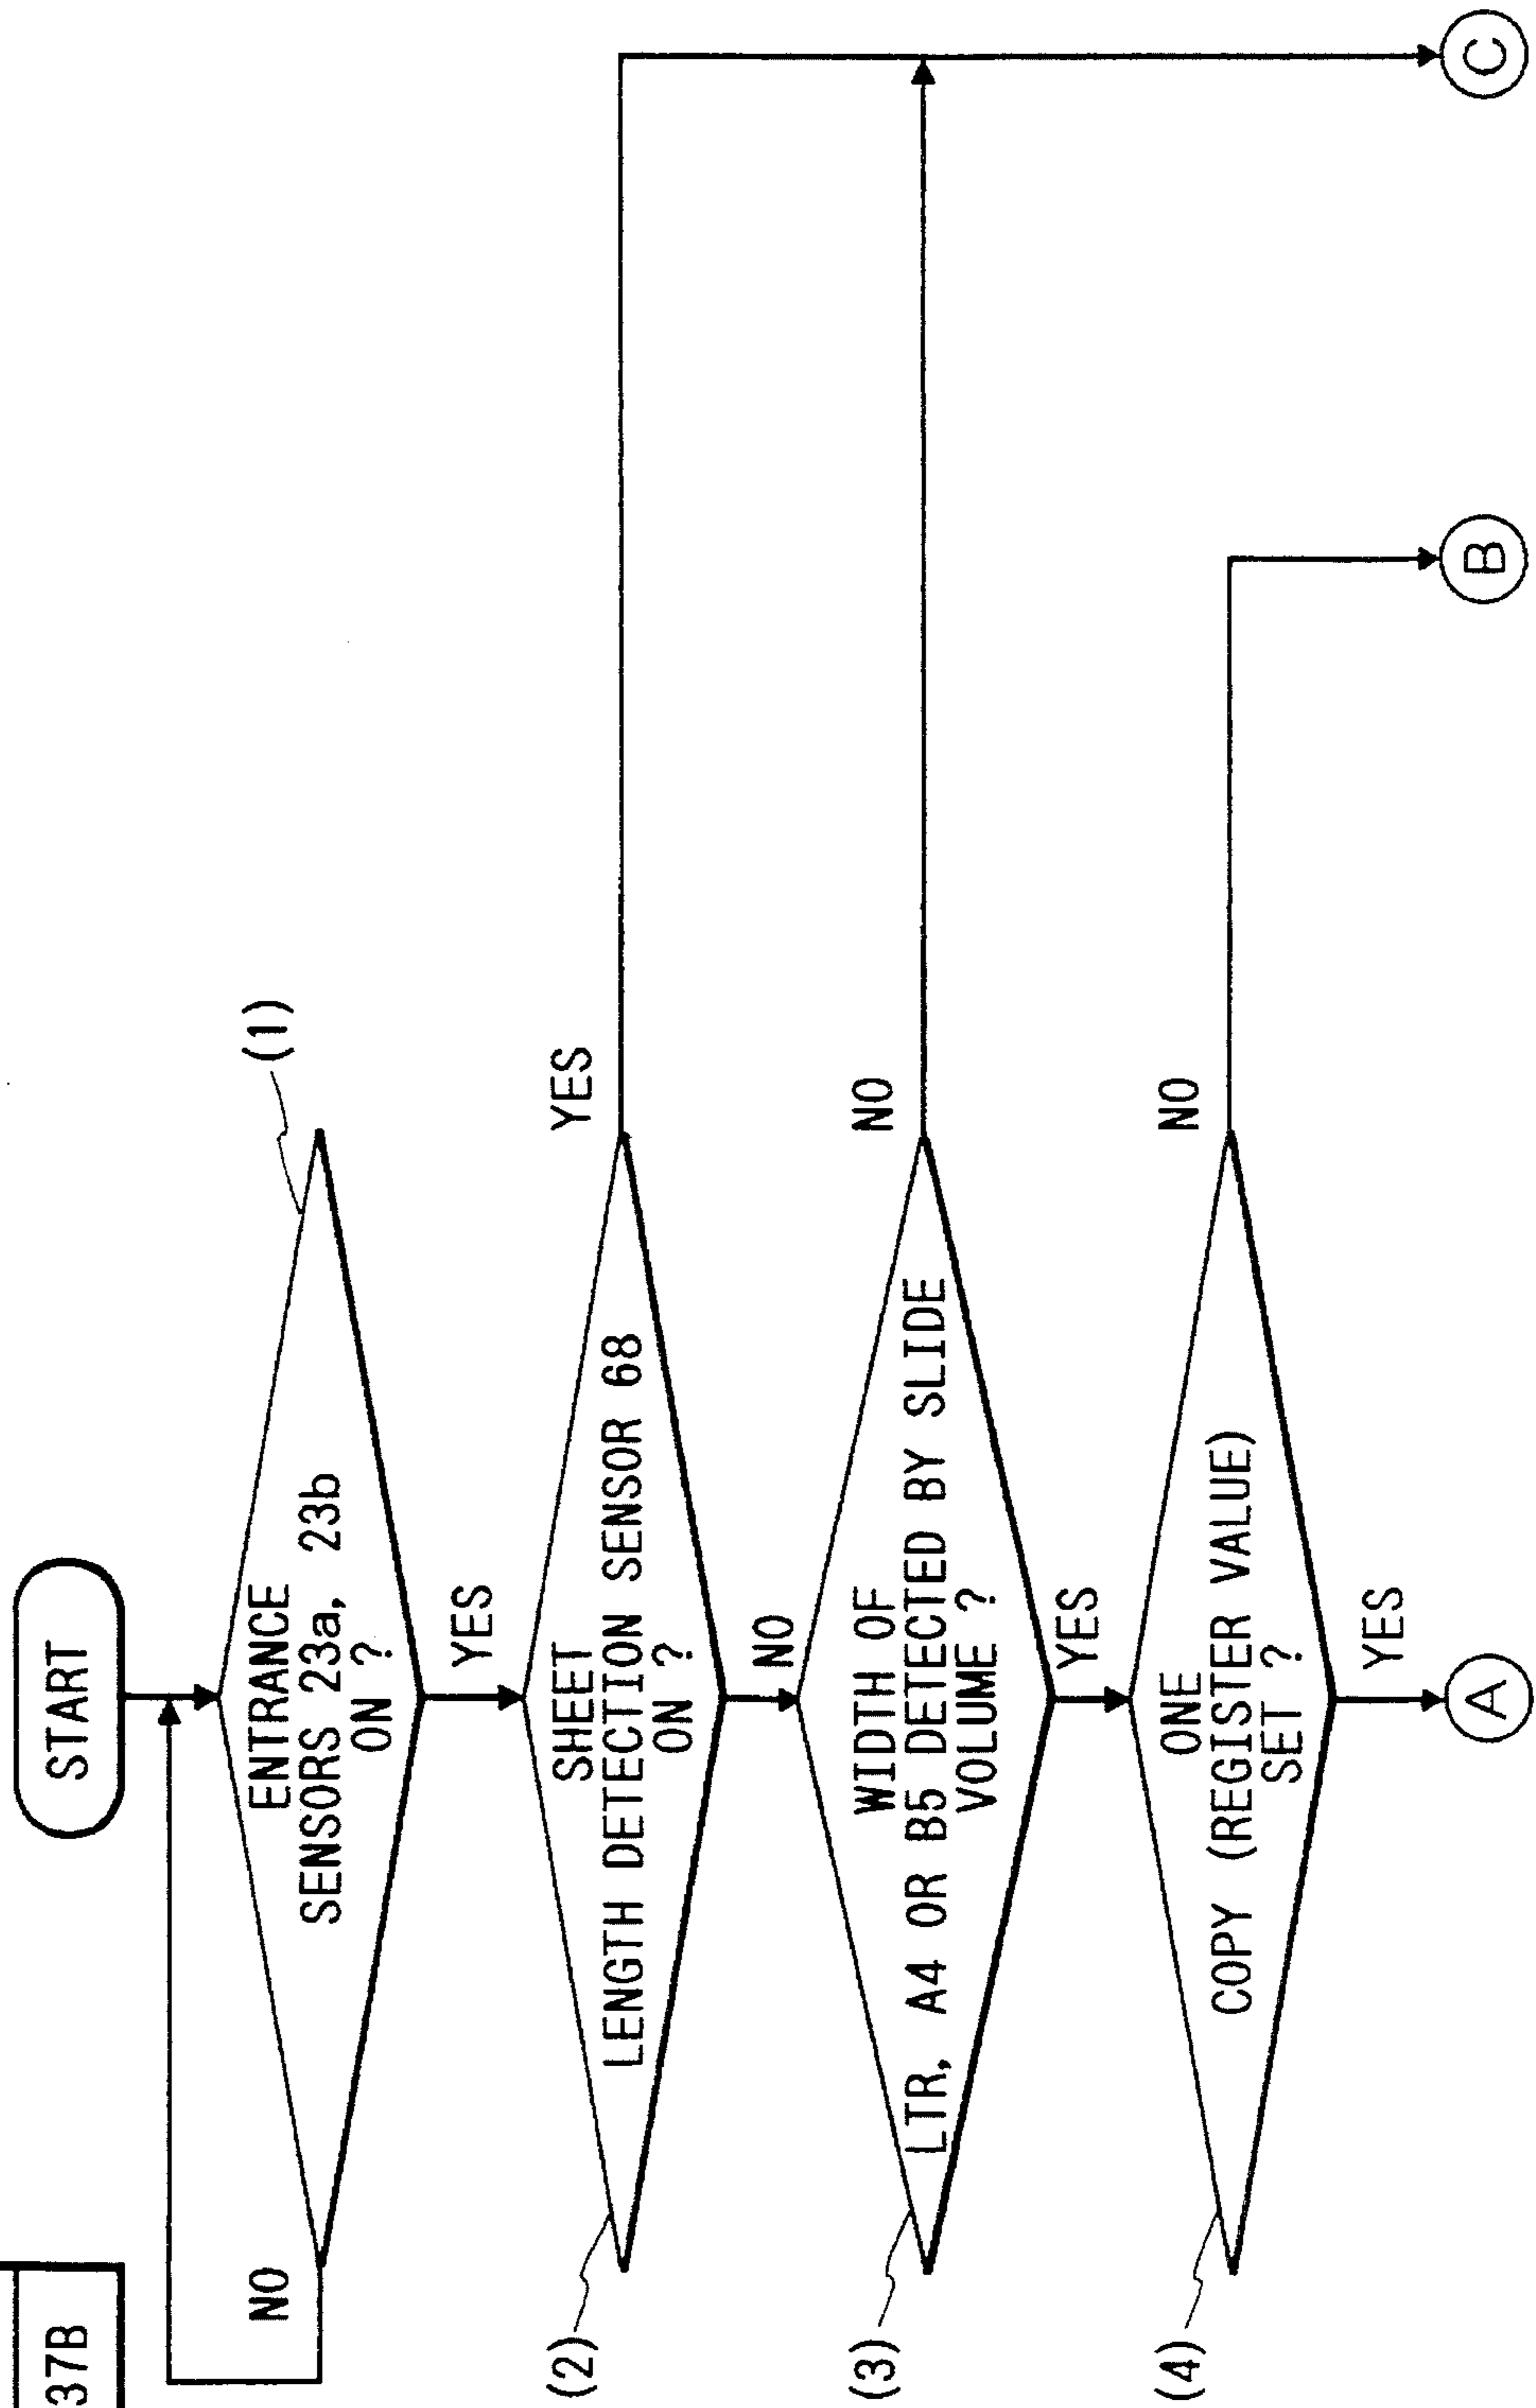 37B
START
NO
ENTRANCE
SENSORS 23a, 23b
ON ?
(1)
YES
(2)
SHEET
LENGTH DETECTION SENSOR 68
ON ?
YES
NO
(3)
WIDTH OF
LTR, A4 OR B5 DETECTED BY SLIDE
VOLUME ?
NO
YES
(4)
ONE
COPY (REGISTER VALUE)
SET ?
NO
YES
A
B
C